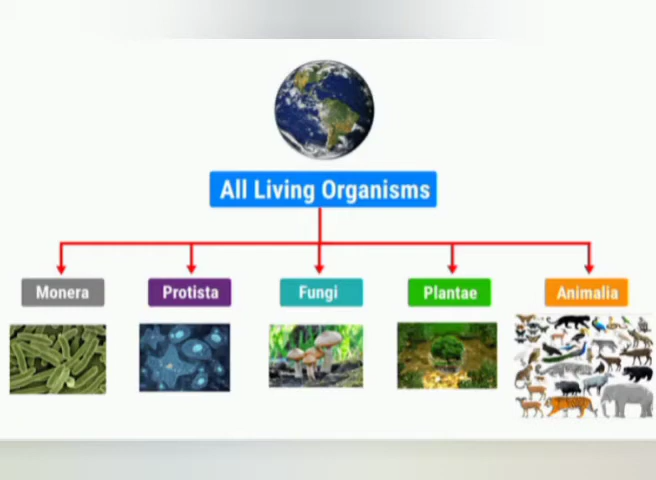 All Living Organisms
Monera
Protista
Fungi
Plantae
Animalia